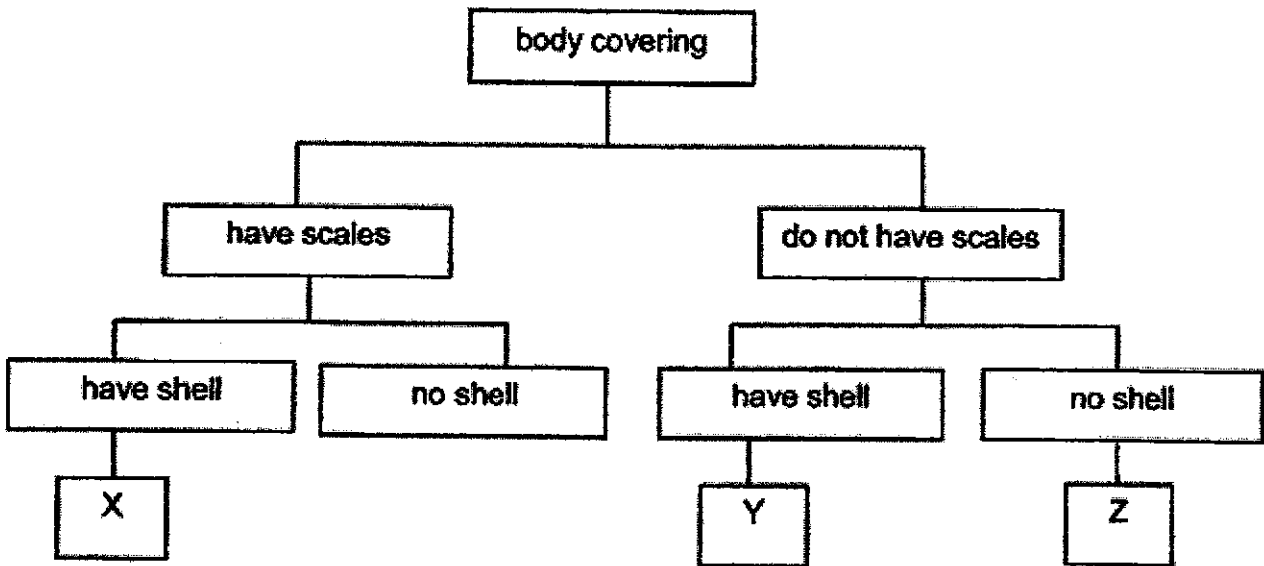 body covering
have scales
do not have scales
have shell
no shell
have shell
no shell
X
Y
Z